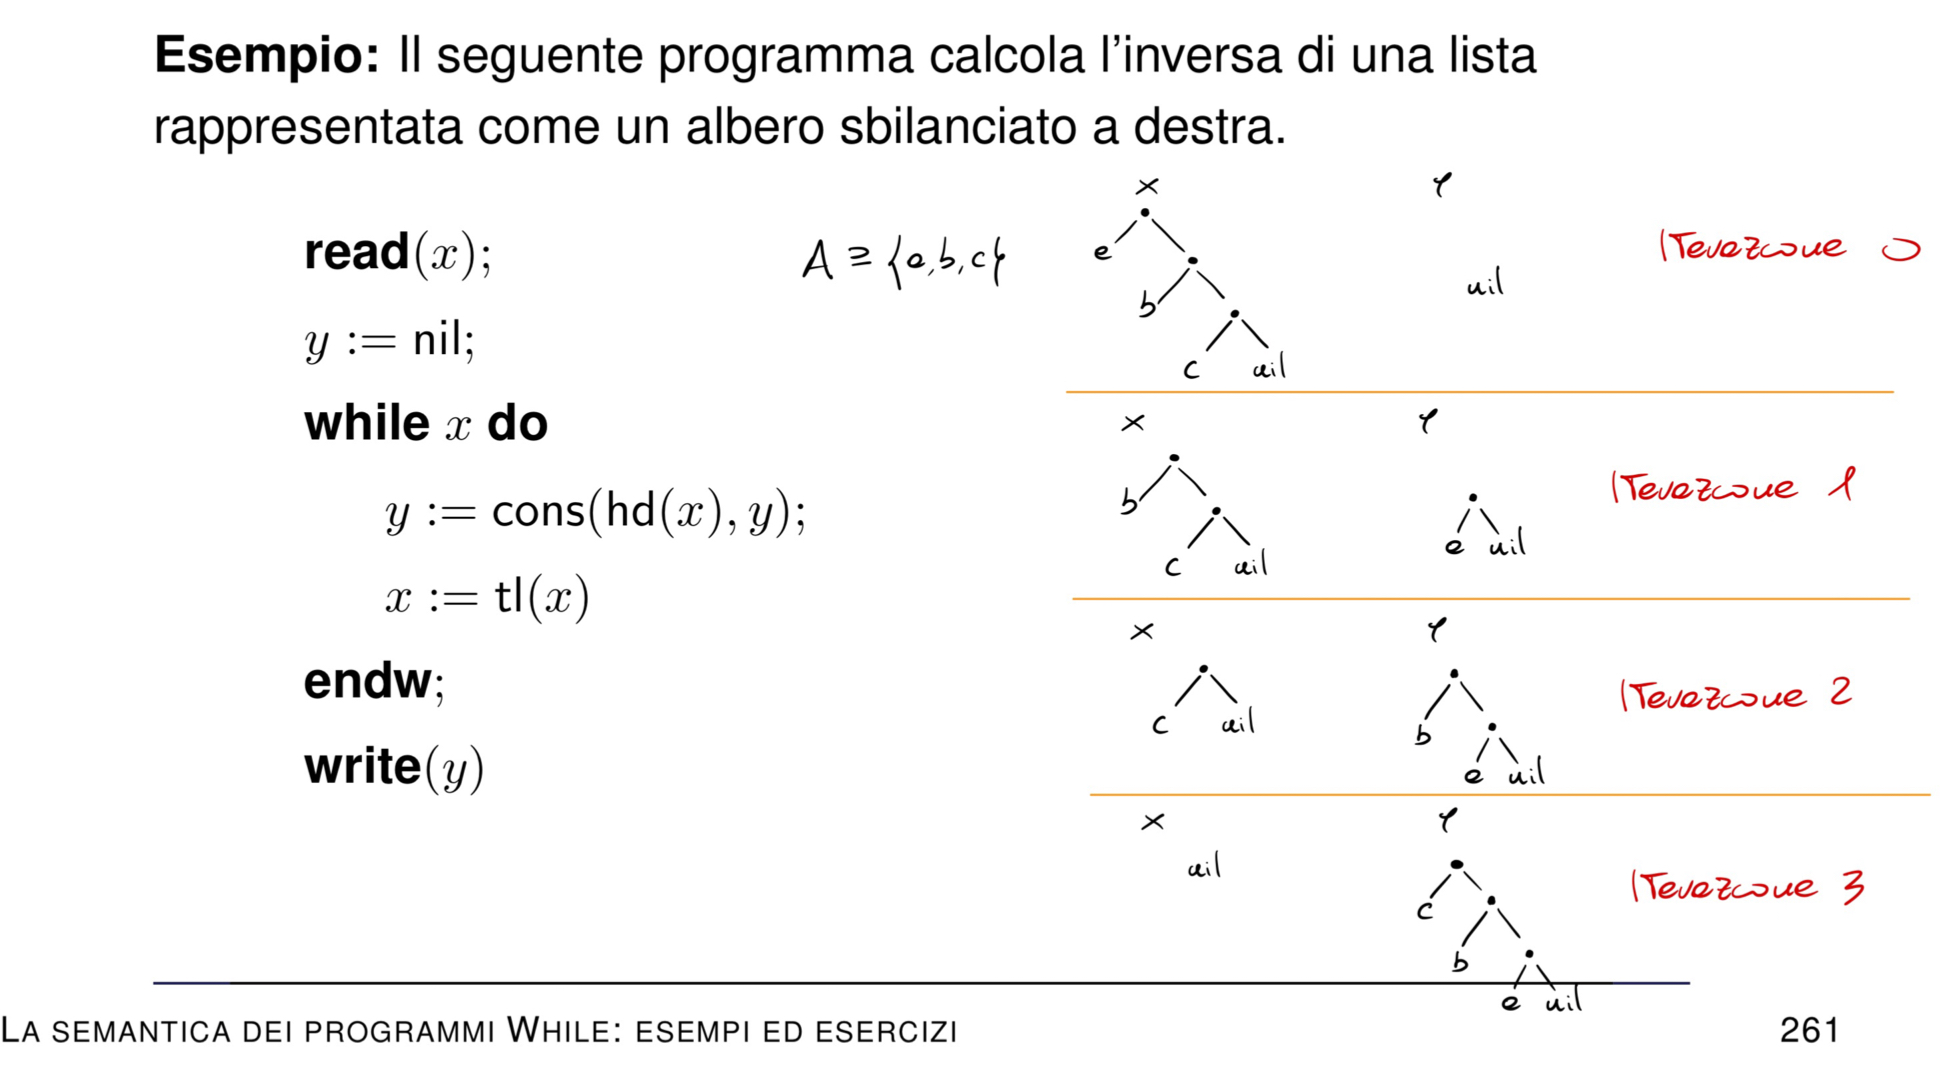 Esempio: Il seguente programma calcola l'inversa di una lista
rappresentata come un albero sbilanciato a destra.
read(x);
y := nil;
while x do
y := cons(hd(x), y);
x := tl(x)
endw;
write(y)
A ⊇ {a,b,c}
x y
a
b
c nil
nil
ITERAZIONE 0
x y
b
c nil
a nil
ITERAZIONE 1
x y
c nil
b
a nil
ITERAZIONE 2
x y
nil
c
b
a nil
ITERAZIONE 3
LA SEMANTICA DEI PROGRAMMI WHILE: ESEMPI ED ESERCIZI 261